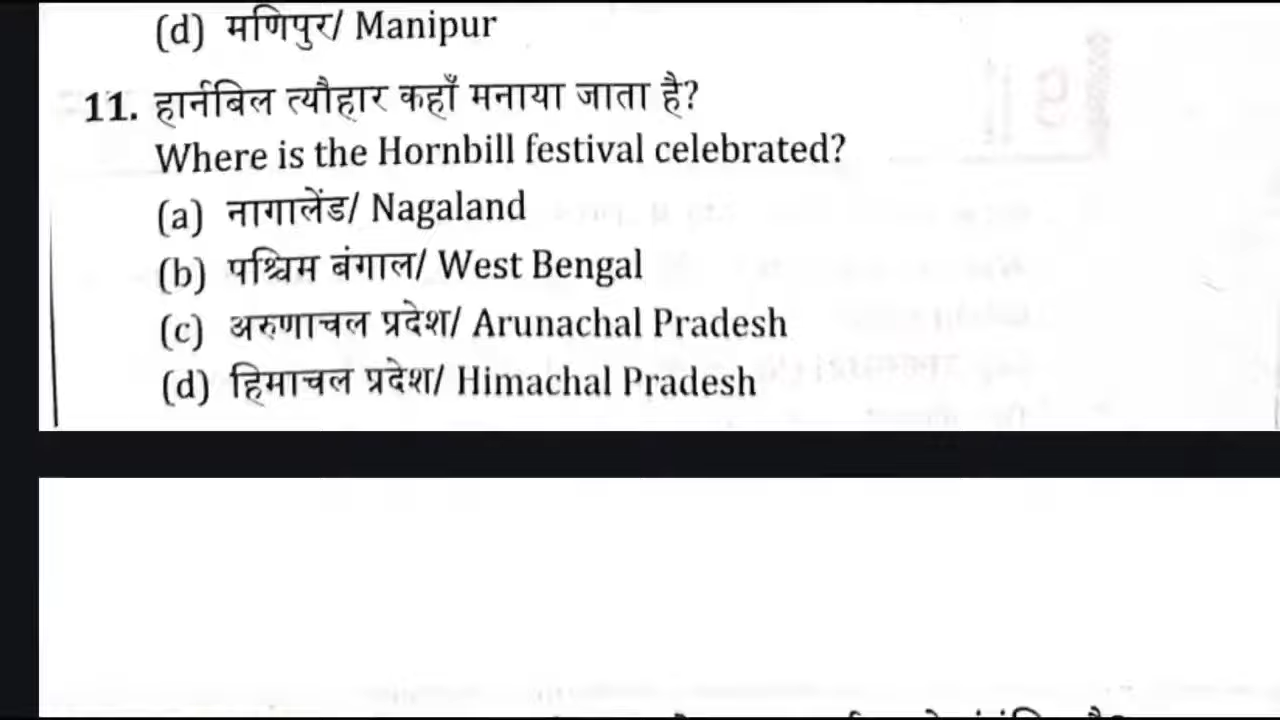 (d) मणिपुर/ Manipur
11. हार्नबिल त्यौहार कहाँ मनाया जाता है?
Where is the Hornbill festival celebrated?
(a) नागालेंड/ Nagaland
(b) पश्चिम बंगाल/ West Bengal
(c) अरुणाचल प्रदेश/ Arunachal Pradesh
(d) हिमाचल प्रदेश/ Himachal Pradesh